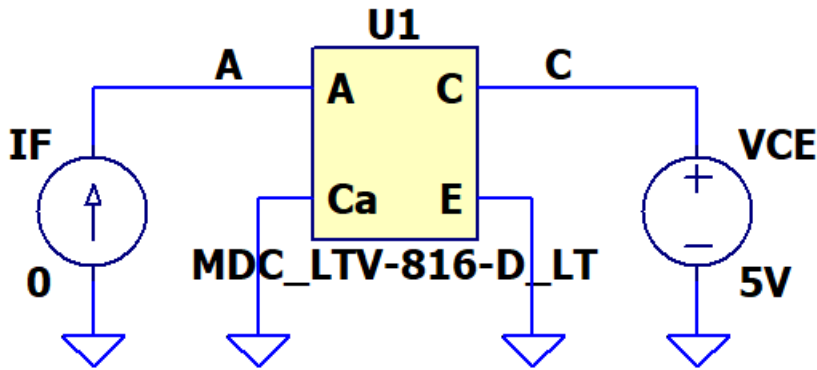 U1
A
C
IF
A
C
VCE
Ca
E
0
MDC_LTV-816-D_LT
5V